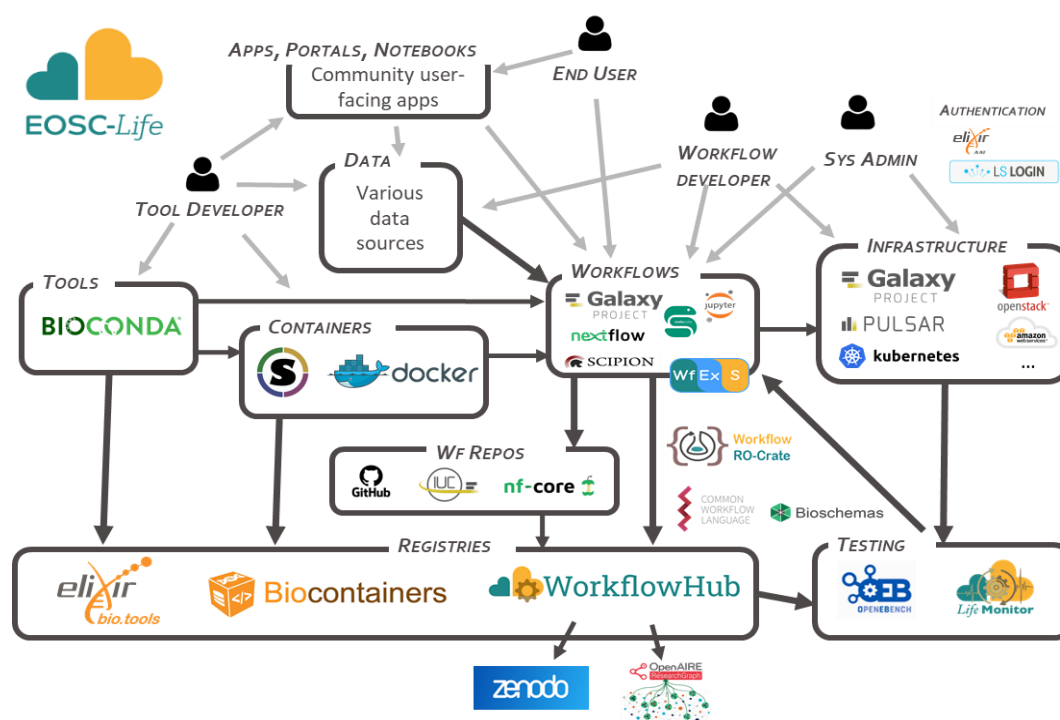 EOSC-Life
APPS, PORTALS, NOTEBOOKS
Community user-
facing apps
END USER
AUTHENTICATION
elixir
AAI
LS LOGIN
WORKFLOW
DEVELOPER
SYS ADMIN
TOOL DEVELOPER
DATA
Various
data
sources
TOOLS
BIOCONDA
CONTAINERS
S
docker
WORKFLOWS
Galaxy
PROJECT
jupyter
nextflow
SCIPION
Wf Ex S
INFRASTRUCTURE
Galaxy
PROJECT
openstack
PULSAR
amazon
webservices
kubernetes
...
WF REPOS
GitHub
IUC
nf-core
Workflow
RO-Crate
COMMON
WORKFLOW
LANGUAGE
Bioschemas
REGISTRIES
elixir
bio.tools
Biocontainers
WorkflowHub
TESTING
EB
OPENEBENCH
Life Monitor
zenodo
OpenAIRE
ResearchGraph